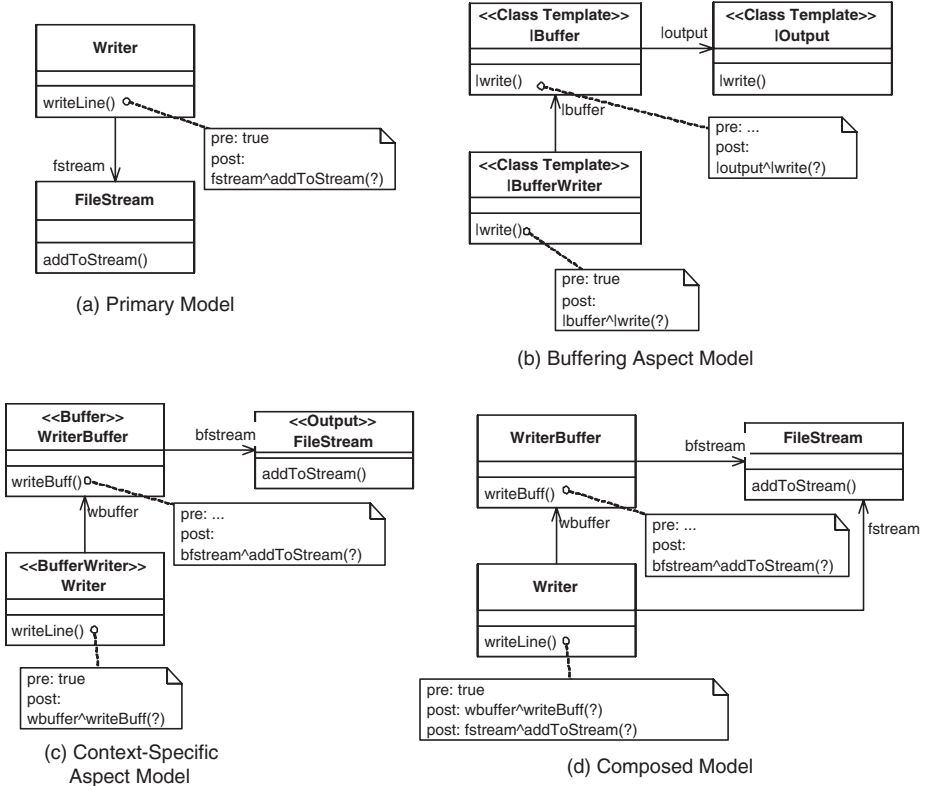 Writer
writeLine()
fstream
pre: true
post:
fstream^addToStream(?)
FileStream
addToStream()
(a) Primary Model
<<Class Template>>
|Buffer
|write()
|output
<<Class Template>>
|Output
|write()
|buffer
pre: ...
post:
|output^|write(?)
<<Class Template>>
|BufferWriter
|write()
pre: true
post:
|buffer^|write(?)
(b) Buffering Aspect Model
<<Buffer>>
WriterBuffer
writeBuff()
bfstream
<<Output>>
FileStream
addToStream()
wbuffer
pre: ...
post:
bfstream^addToStream(?)
<<BufferWriter>>
Writer
writeLine()
pre: true
post:
wbuffer^writeBuff(?)
(c) Context-Specific
Aspect Model
WriterBuffer
writeBuff()
bfstream
FileStream
addToStream()
wbuffer
fstream
pre: ...
post:
bfstream^addToStream(?)
Writer
writeLine()
pre: true
post: wbuffer^writeBuff(?)
post: fstream^addToStream(?)
(d) Composed Model